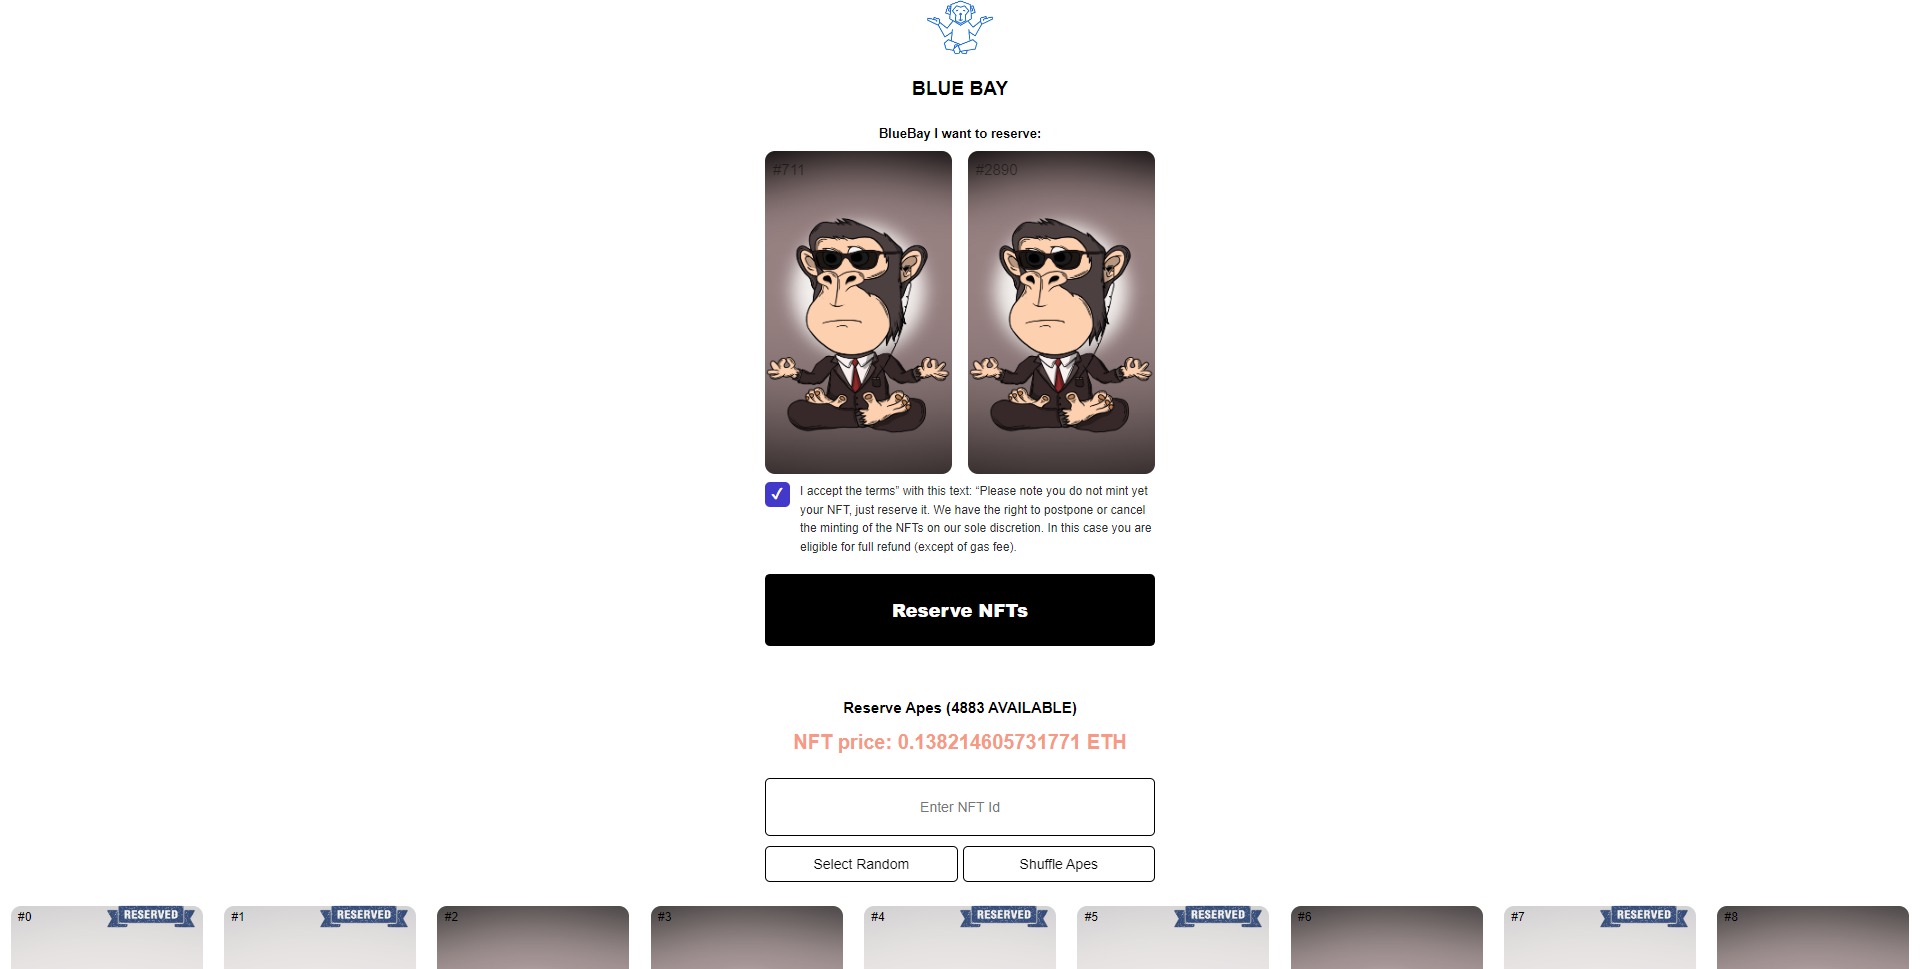 BLUE BAY
BlueBay I want to reserve:
#711
#2890
I accept the terms” with this text: “Please note you do not mint yet
your NFT, just reserve it. We have the right to postpone or cancel
the minting of the NFTs on our sole discretion. In this case you are
eligible for full refund (except of gas fee).
Reserve NFTs
Reserve Apes (4883 AVAILABLE)
NFT price: 0.138214605731771 ETH
Enter NFT Id
Select Random
Shuffle Apes
#0
RESERVED
#1
RESERVED
#2
#3
#4
RESERVED
#5
RESERVED
#6
#7
RESERVED
#8